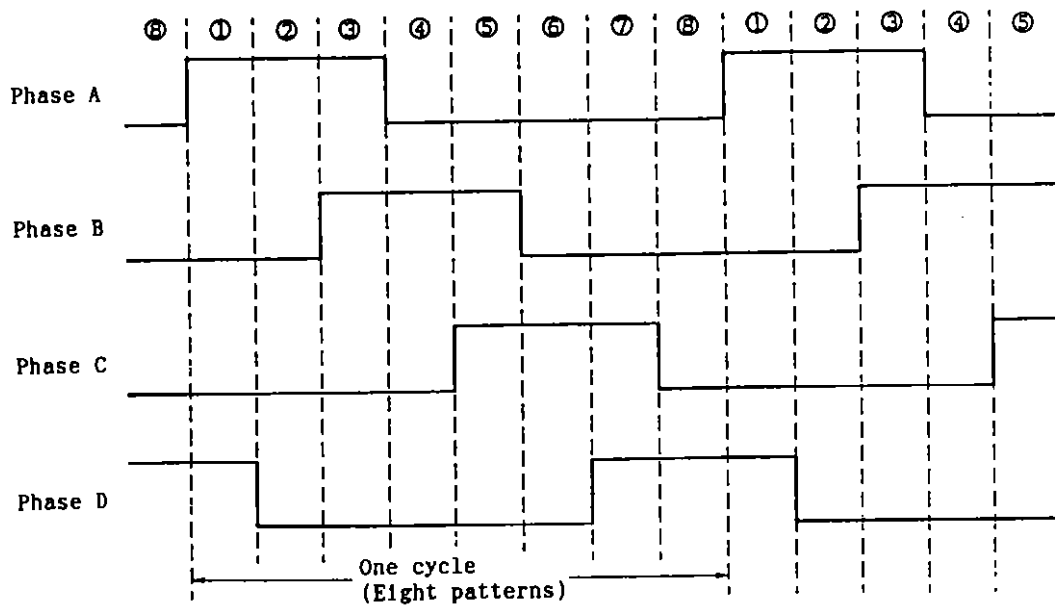 ⑧ ① ② ③ ④ ⑤ ⑥ ⑦ ⑧ ① ② ③ ④ ⑤
Phase A
Phase B
Phase C
Phase D
One cycle
(Eight patterns)